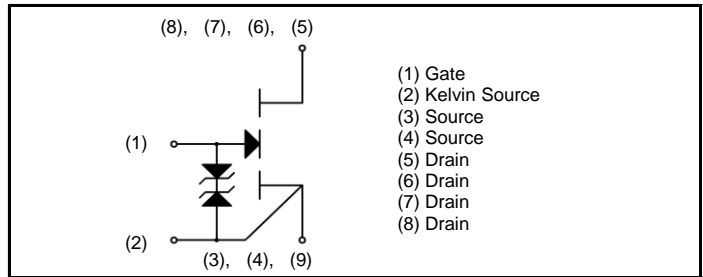 (8), (7), (6), (5)
(1) Gate
(2) Kelvin Source
(3) Source
(4) Source
(5) Drain
(6) Drain
(7) Drain
(8) Drain
(1)
(2)
(3), (4), (9)